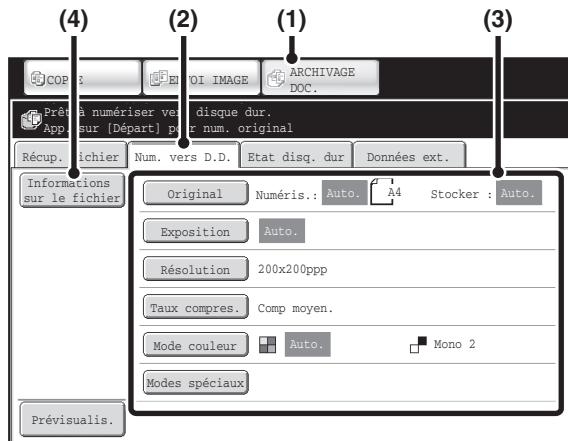 (4) (2) (1) (3)
COPIE ENVOI IMAGE ARCHIVAGE
DOC.
Prêt à numériser vers disque dur.
App. sur [Départ] pour num. original
Récup. fichier Num. vers D.D. Etat disq. dur Données ext.
Informations
sur le fichier
Original Numéris.: Auto. A4 Stocker : Auto.
Exposition Auto.
Résolution 200x200ppp
Taux compres. Comp moyen.
Mode couleur Auto. Mono 2
Modes spéciaux
Prévisualis.